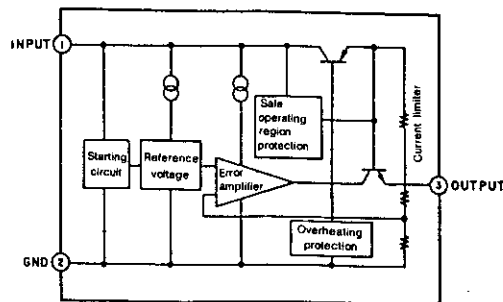 INPUT 1
Safe
operating
region
protection
Current limiter
Starting
circuit
Reference
voltage
Error
amplifier
3 OUTPUT
Overheating
protection
GND 2